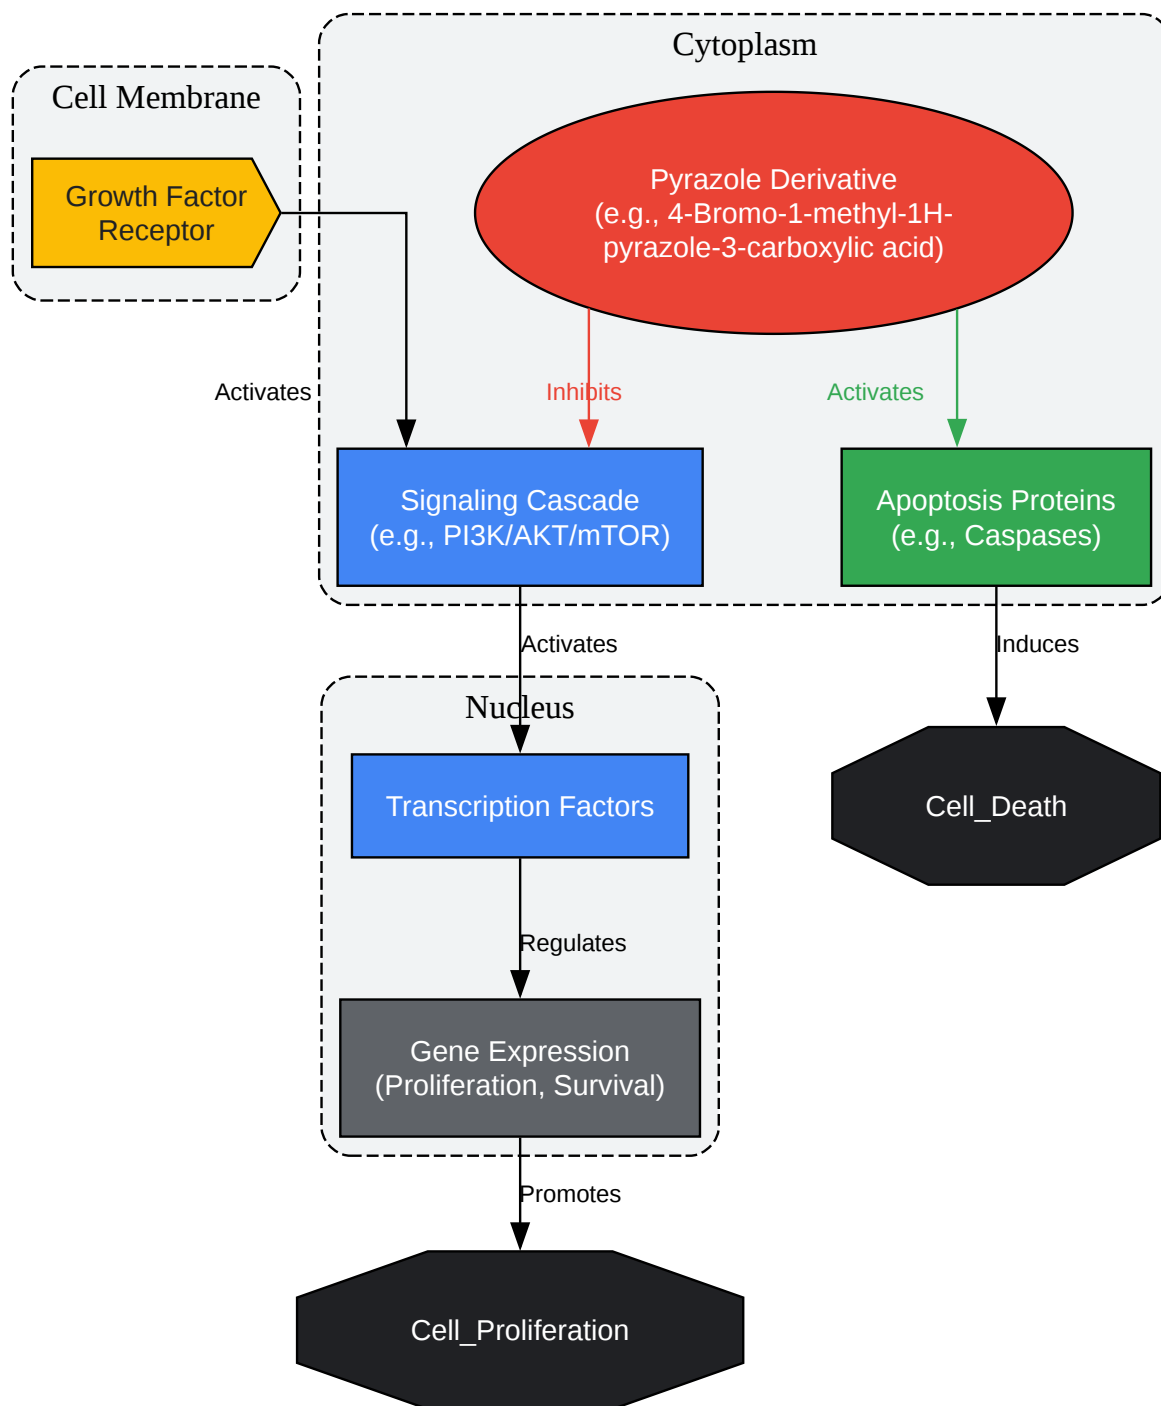 Cytoplasm
Cell Membrane
Growth Factor
Receptor
Pyrazole Derivative
(e.g., 4-Bromo-1-methyl-1H-
pyrazole-3-carboxylic acid)
Activates
Inhibits
Activates
Signaling Cascade
(e.g., PI3K/AKT/mTOR)
Apoptosis Proteins
(e.g., Caspases)
Activates
Induces
Nucleus
Transcription Factors
Cell_Death
Regulates
Gene Expression
(Proliferation, Survival)
Promotes
Cell_Proliferation